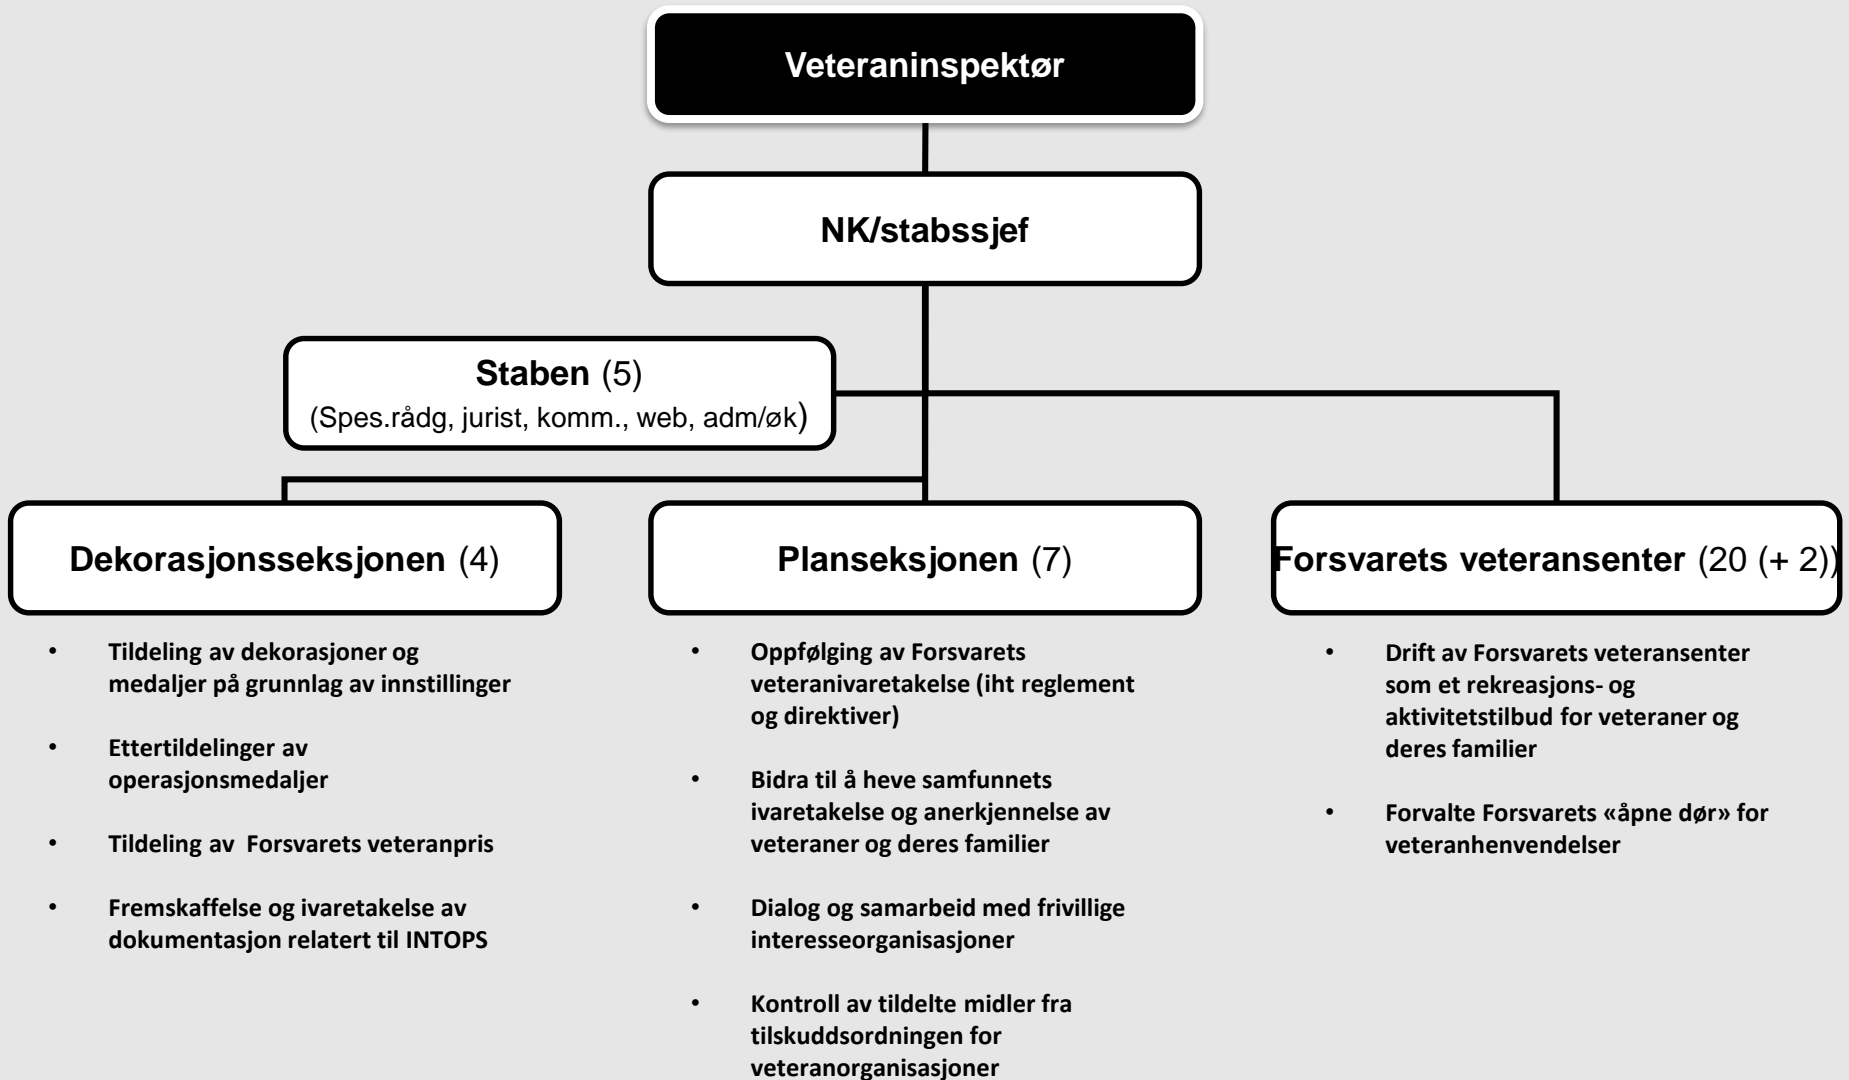 Veteraninspektør
NK/stabssjef
Staben (5)
(Spes.rådg, jurist, komm., web, adm/øk)
Dekorasjonsseksjonen (4)
• Tildeling av dekorasjoner og
medaljer på grunnlag av innstillinger
• Ettertildelinger av
operasjonsmedaljer
• Tildeling av Forsvarets veteranpris
• Fremskaffelse og ivaretakelse av
dokumentasjon relatert til INTOPS
Planseksjonen (7)
• Oppfølging av Forsvarets
veteranivaretakelse (iht reglement
og direktiver)
• Bidra til å heve samfunnets
ivaretakelse og anerkjennelse av
veteraner og deres familier
• Dialog og samarbeid med frivillige
interesseorganisasjoner
• Kontroll av tildelte midler fra
tilskuddsordningen for
veteranorganisasjoner
Forsvarets veteransenter (20 (+ 2))
• Drift av Forsvarets veteransenter
som et rekreasjons- og
aktivitetstilbud for veteraner og
deres familier
• Forvalte Forsvarets «åpne dør» for
veteranhenvendelser